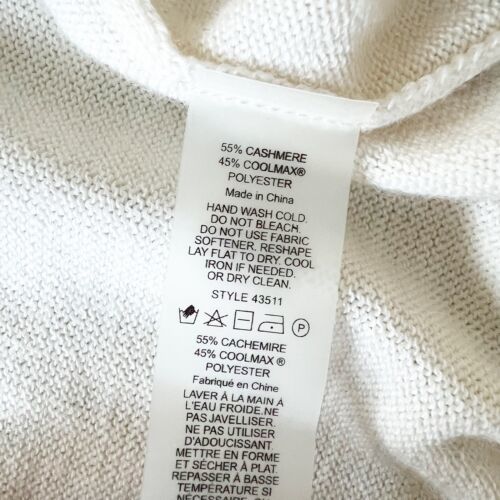 55% CASHMERE
45% COOLMAX®
POLYESTER
Made in China
HAND WASH COLD.
DO NOT BLEACH.
DO NOT USE FABRIC
SOFTENER. RESHAPE
LAY FLAT TO DRY. COOL
IRON IF NEEDED.
OR DRY CLEAN.
STYLE 43511
P
55% CACHEMIRE
45% COOLMAX ®
POLYESTER
Fabriqué en Chine
LAVER À LA MAIN À
L'EAU FROIDE.NE
PAS JAVELLISER.
NE PAS UTILISER
D'ADOUCISSANT
METTRE EN FORME
ET SÉCHER À PLAT.
REPASSER À BASSE
TEMPÉRATURE SI
NÉCESSAIRE, OU